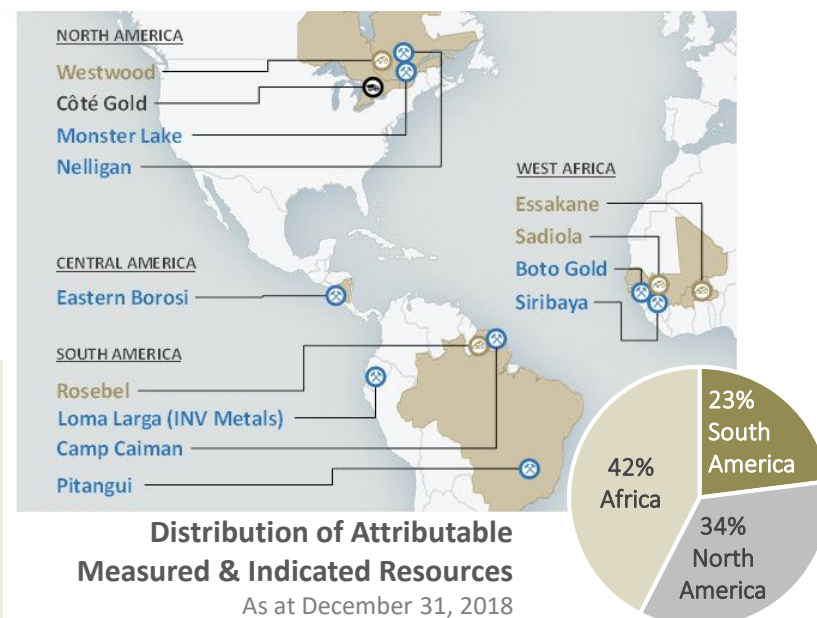 NORTH AMERICA
Westwood
Côté Gold
Monster Lake
Nelligan
WEST AFRICA
Essakane
Sadiola
Boto Gold
Siribaya
CENTRAL AMERICA
Eastern Borosi
SOUTH AMERICA
Rosebel
Loma Larga (INV Metals)
Camp Caiman
Pitangui
23%
South
America
42%
Africa
34%
North
America
Distribution of Attributable
Measured & Indicated Resources
As at December 31, 2018